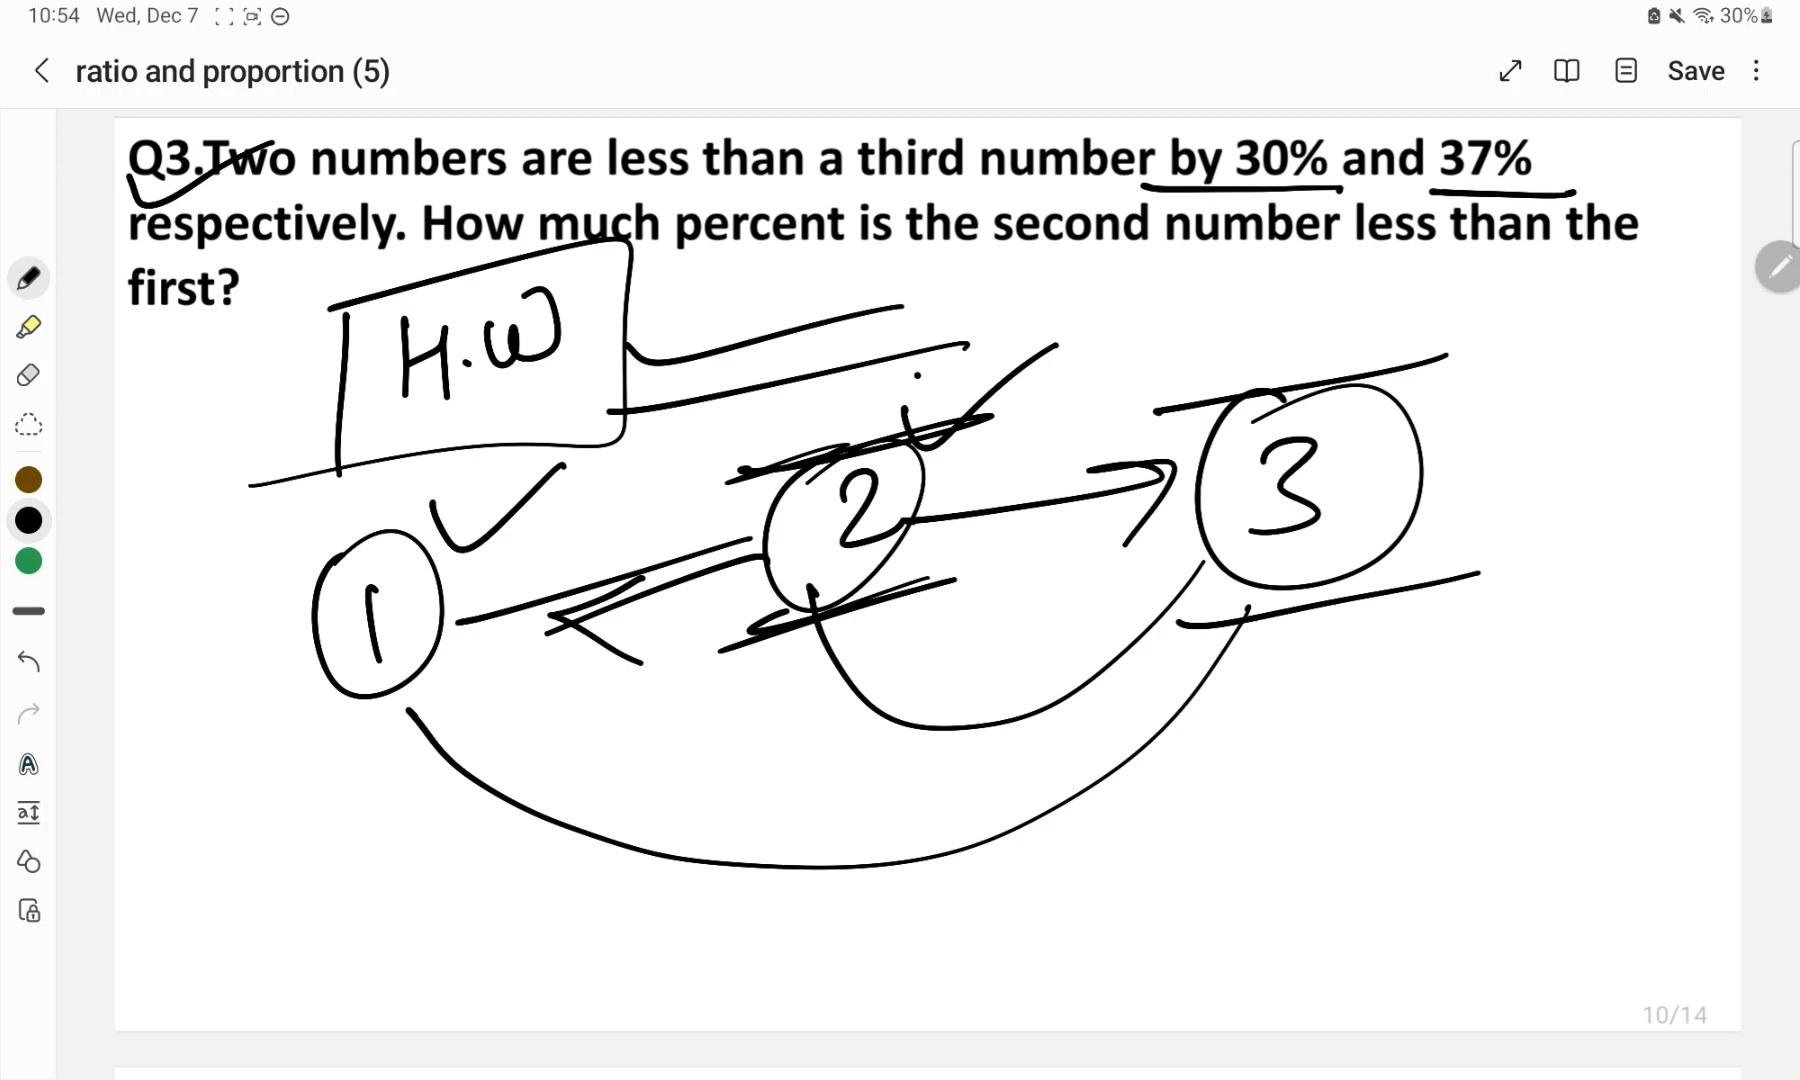 10:54 Wed, Dec 7 30%
ratio and proportion (5) Save
Q3.Two numbers are less than a third number by 30% and 37%
respectively. How much percent is the second number less than the
first?
H.W
1 2 3
10/14